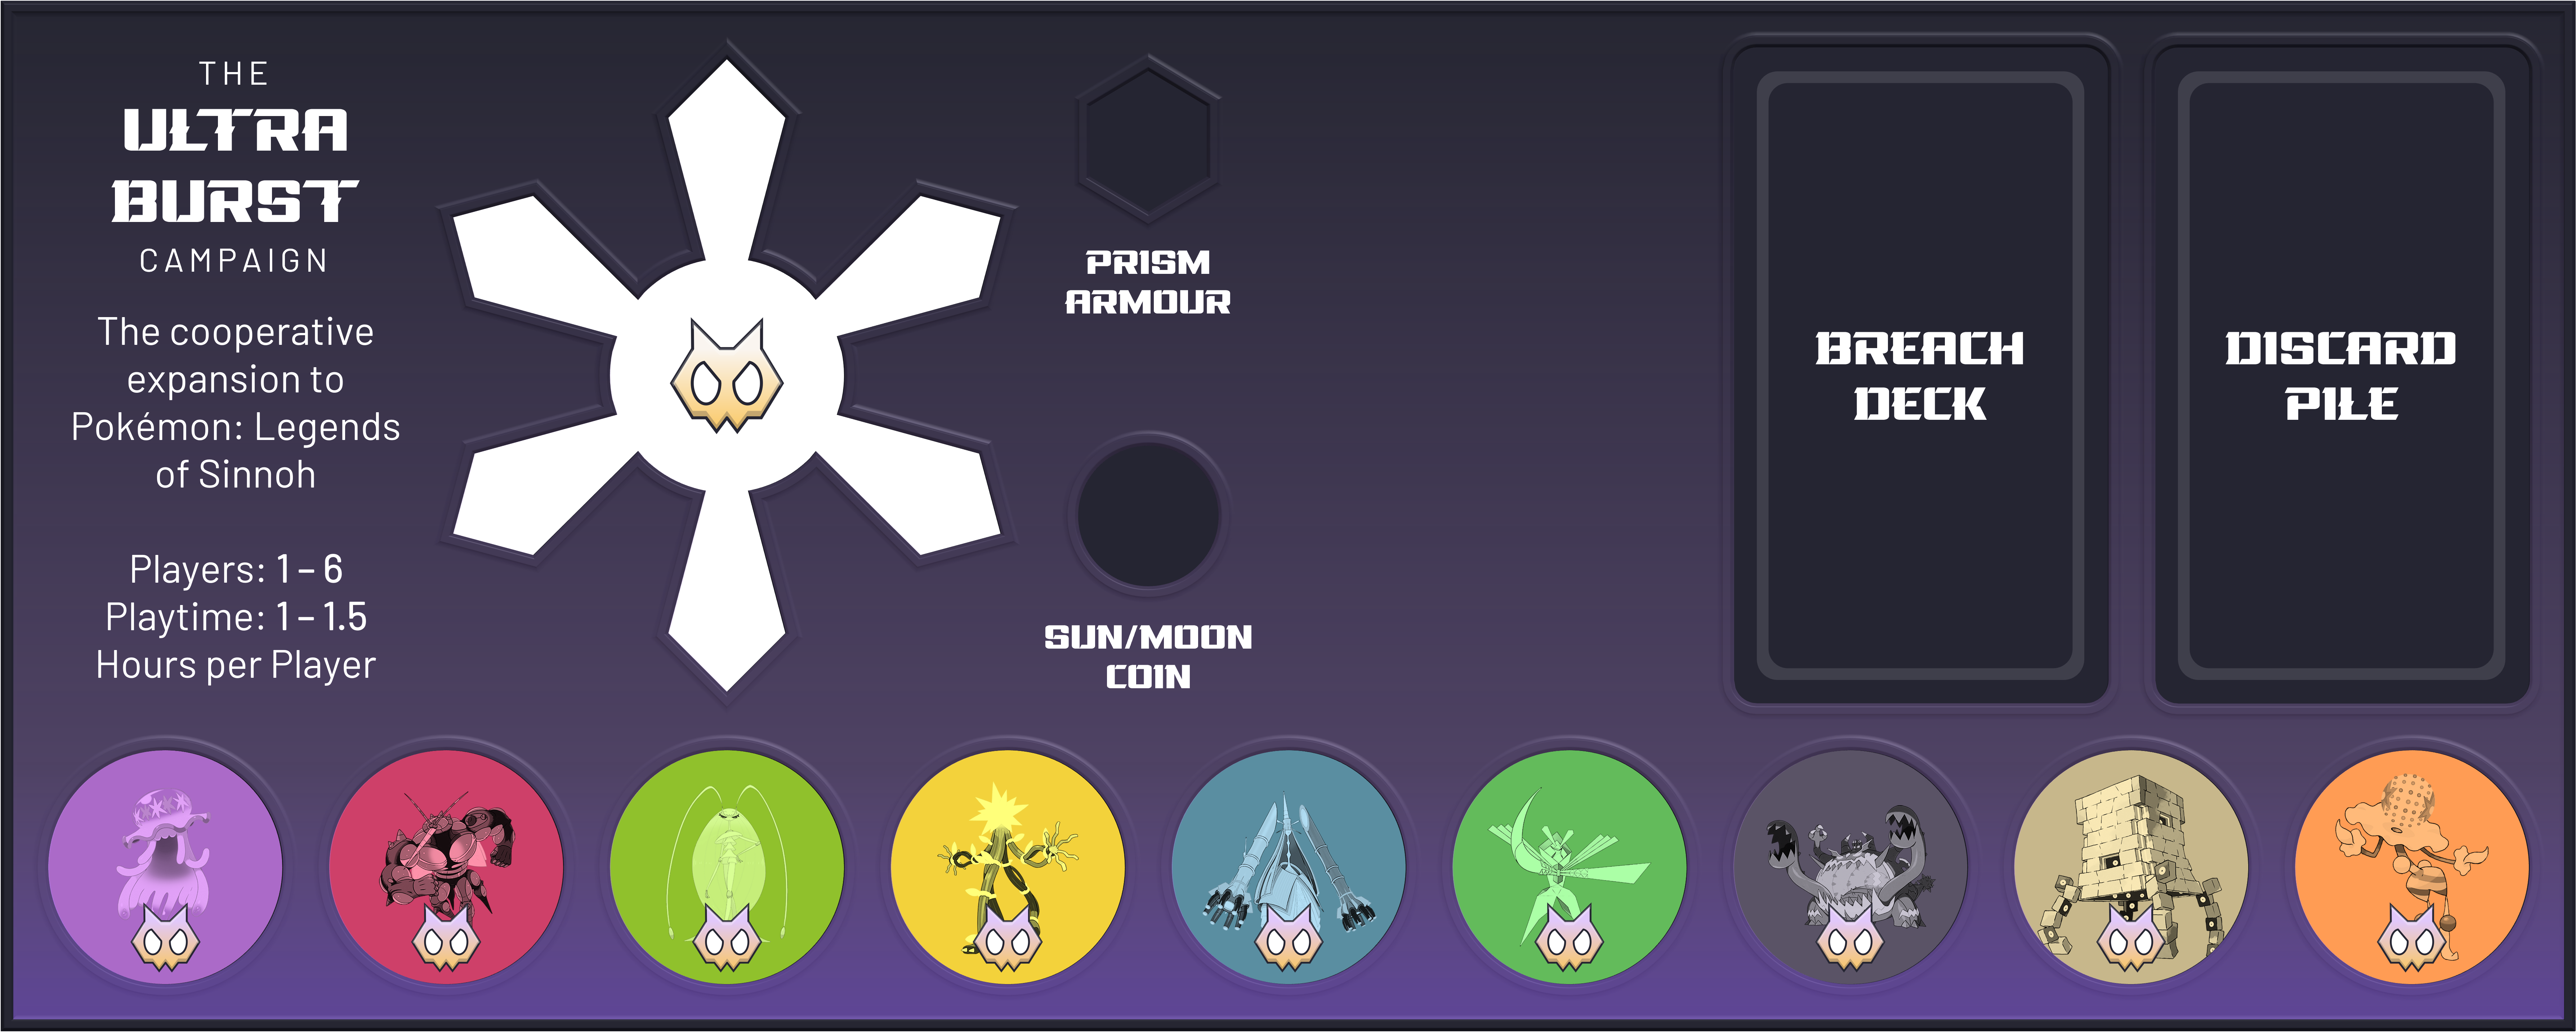 THE
ULTRA
BURST
CAMPAIGN
The cooperative
expansion to
Pokémon: Legends
of Sinnoh
Players: 1 – 6
Playtime: 1 – 1.5
Hours per Player
PRISM
ARMOUR
SUN/MOON
COIN
BREACH
DECK
DISCARD
PILE